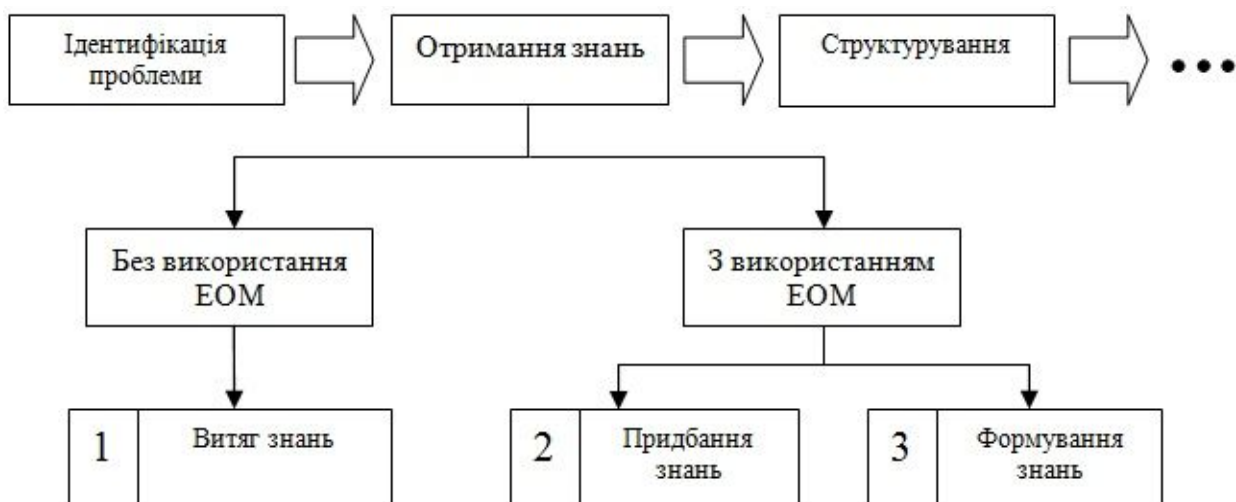 Ідентифікація
проблеми
Отримання знань
Структурування
Без використання
ЕОМ
З використанням
ЕОМ
1
Витяг знань
2
Придбання
знань
3
Формування
знань